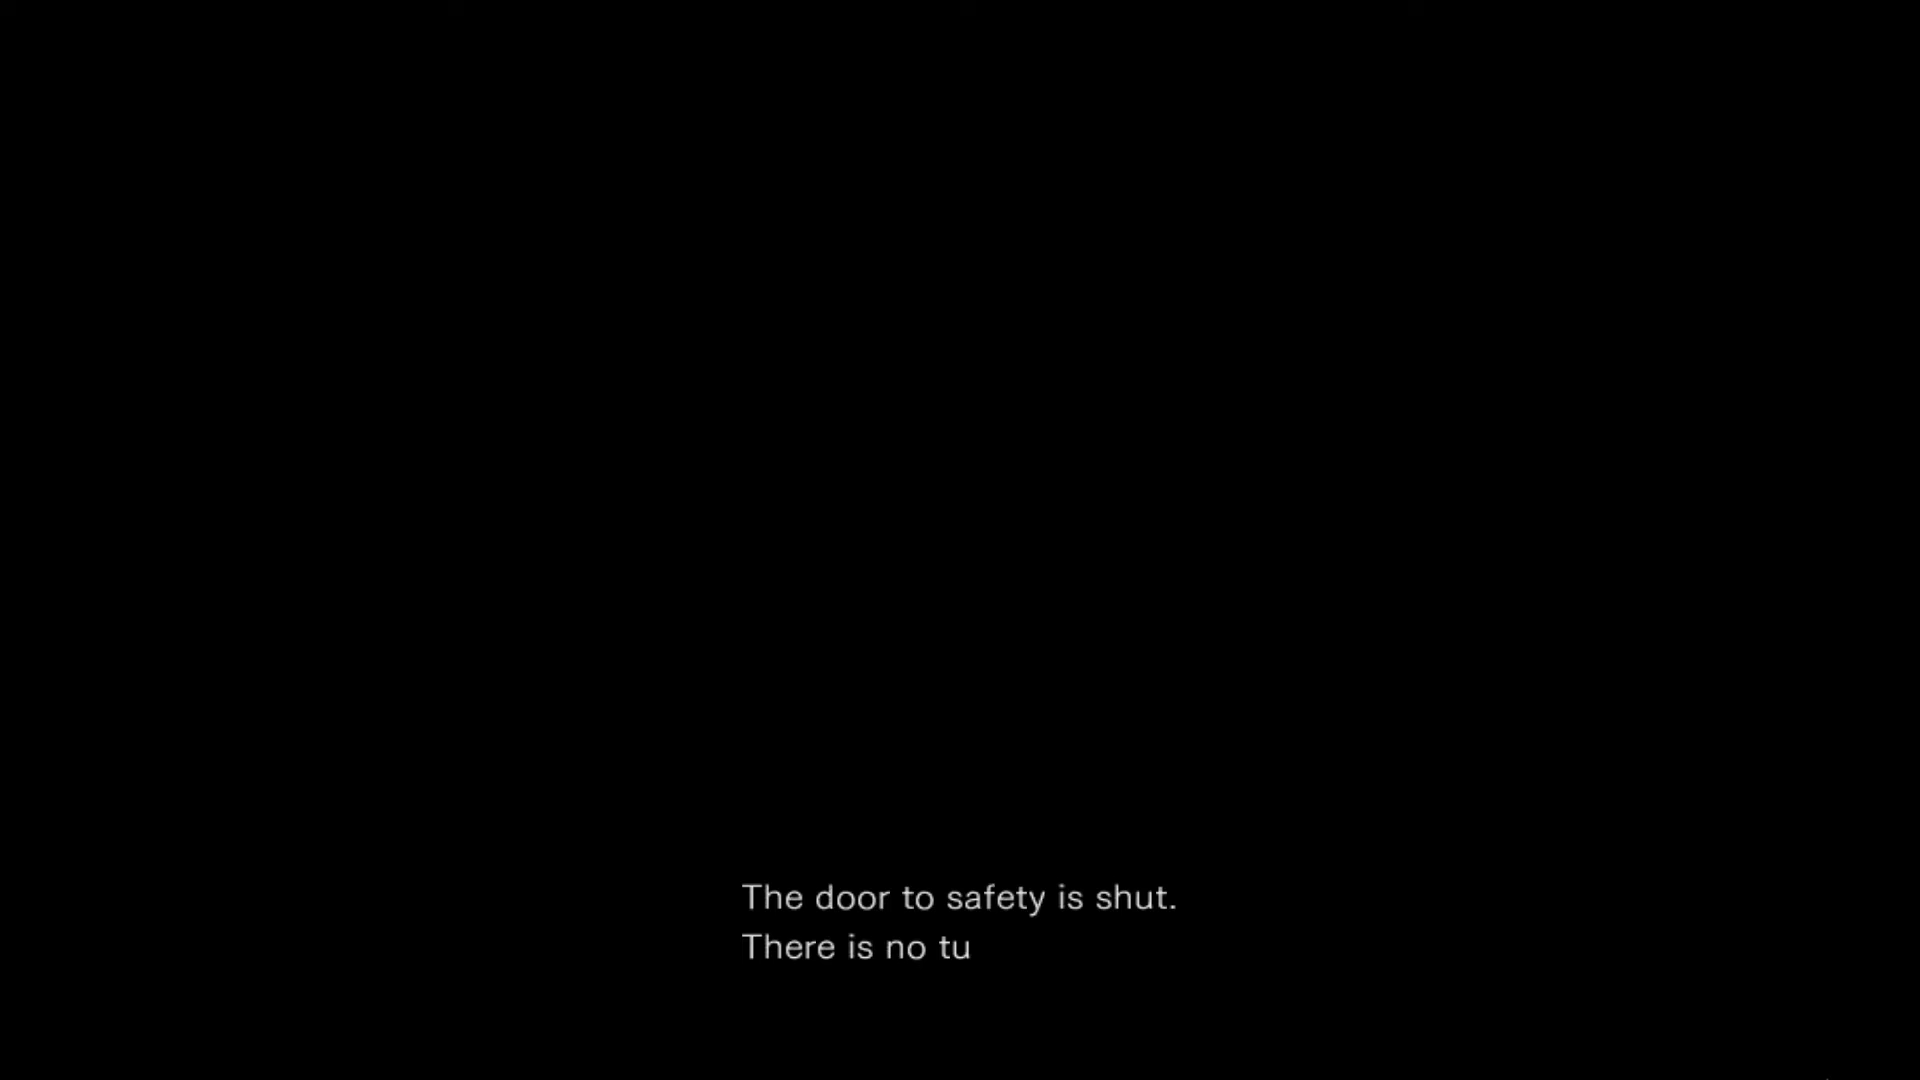 The door to safety is shut.
There is no tu